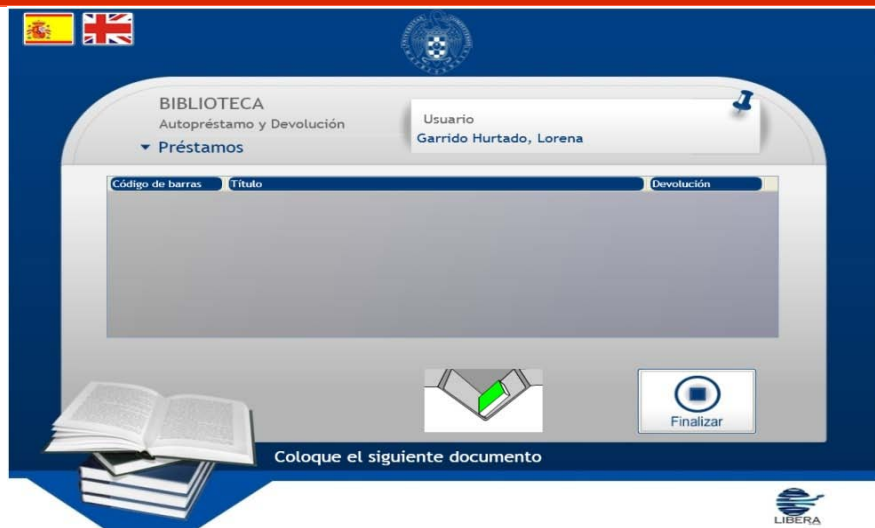 BIBLIOTECA
Autopréstamo y Devolución
Préstamos
Usuario
Garrido Hurtado, Lorena
Código de barras Título Devolución
Finalizar
Coloque el siguiente documento
LIBERA